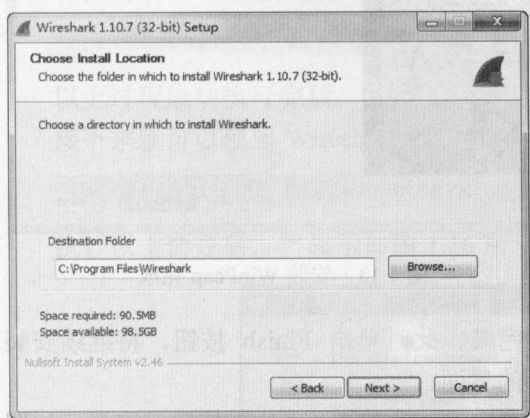 Wireshark 1.10.7 (32-bit) Setup
Choose Install Location
Choose the folder in which to install Wireshark 1.10.7 (32-bit).
Choose a directory in which to install Wireshark.
Destination Folder
C:\Program Files\Wireshark
Browse...
Space required: 90.5MB
Space available: 98.5GB
Nullsoft Install System v2.46
< Back
Next >
Cancel